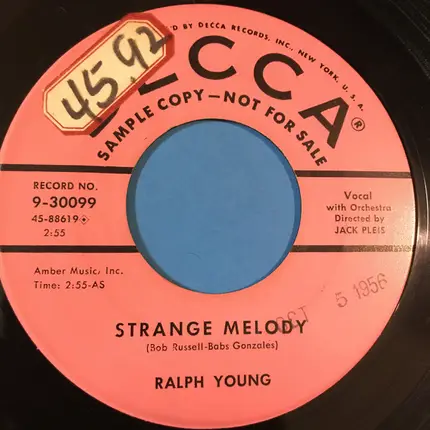 45,92
ED BY DECCA RECORDS, INC., NEW YORK, U. S. A.
DECCA®
SAMPLE COPY—NOT FOR SALE
RECORD NO.
9-30099
45-88619
2:55
Vocal
with Orchestra
Directed by
JACK PLEIS
Amber Music, Inc.
Time: 2:55-AS
OCT 5 1956
STRANGE MELODY
(Bob Russell-Babs Gonzales)
RALPH YOUNG